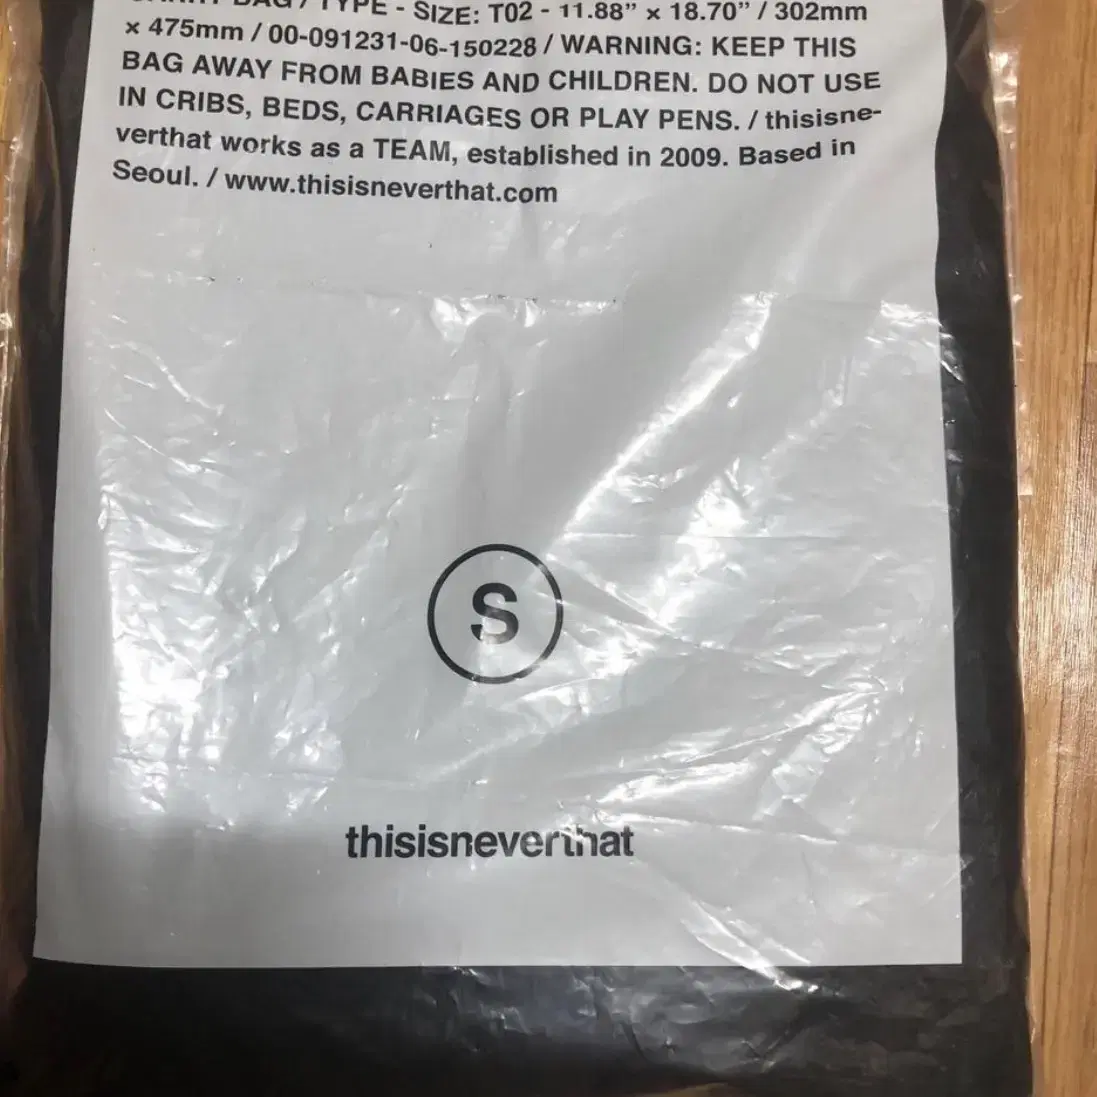 BAG / TYPE - SIZE: T02 - 11.88” x 18.70” / 302mm
x 475mm / 00-091231-06-150228 / WARNING: KEEP THIS
BAG AWAY FROM BABIES AND CHILDREN. DO NOT USE
IN CRIBS, BEDS, CARRIAGES OR PLAY PENS. / thisisne-
verthat works as a TEAM, established in 2009. Based in
Seoul. / www.thisisneverthat.com
S
thisisneverthat